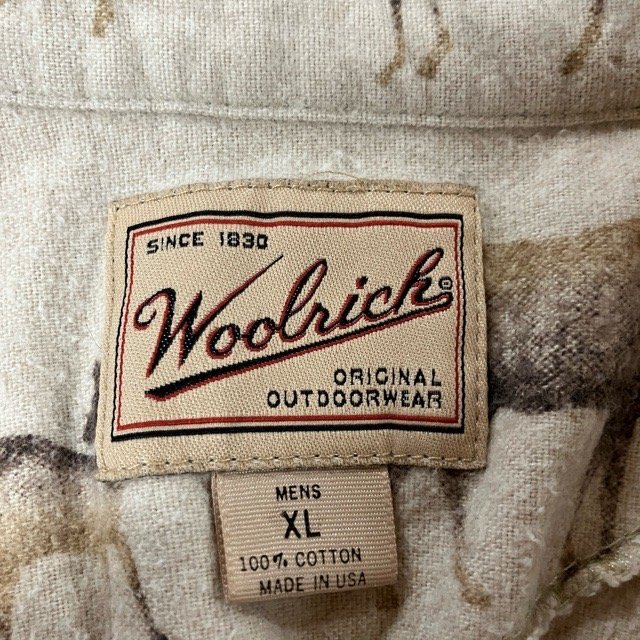 SINCE 1830
Woolrich®
ORIGINAL
OUTDOORWEAR
MENS
XL
100% COTTON
MADE IN USA